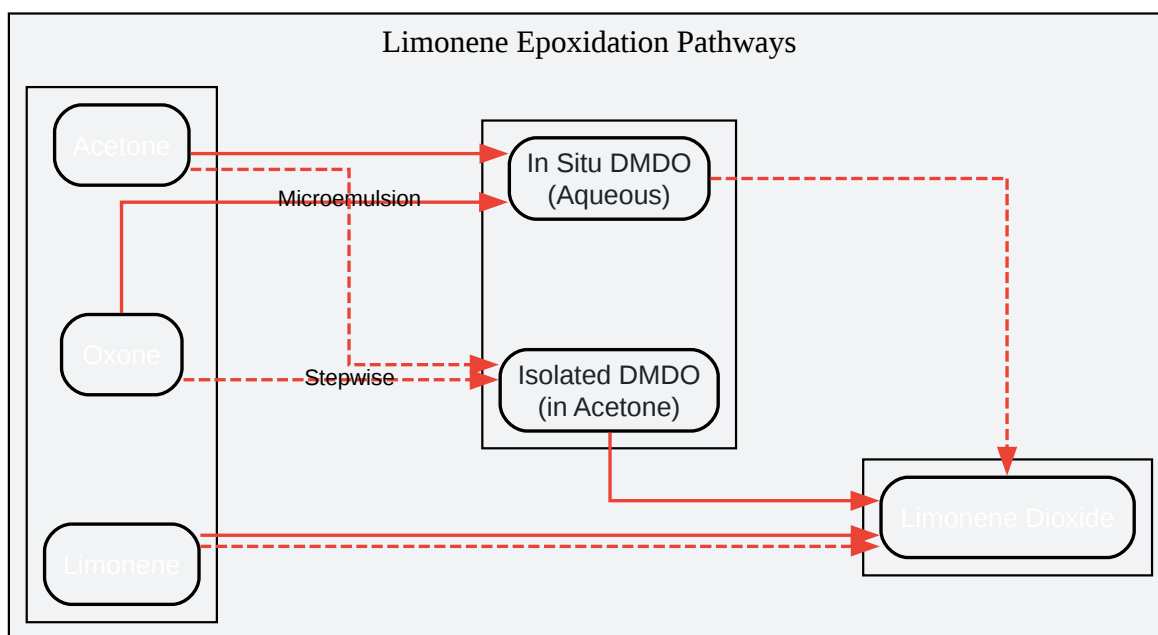 Limonene Epoxidation Pathways
Acetone
In Situ DMDO
(Aqueous)
Microemulsion
Oxone
Stepwise
Isolated DMDO
(in Acetone)
Limonene Dioxide
Limonene